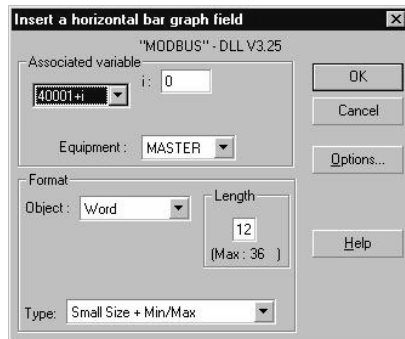 Insert a horizontal bar graph field
"MODBUS" - DLL V3.25
Associated variable
40001+i
i : 0
Equipment : MASTER
OK
Cancel
Options...
Help
Format
Object : Word
Length
12
(Max : 36 )
Type: Small Size + Min/Max